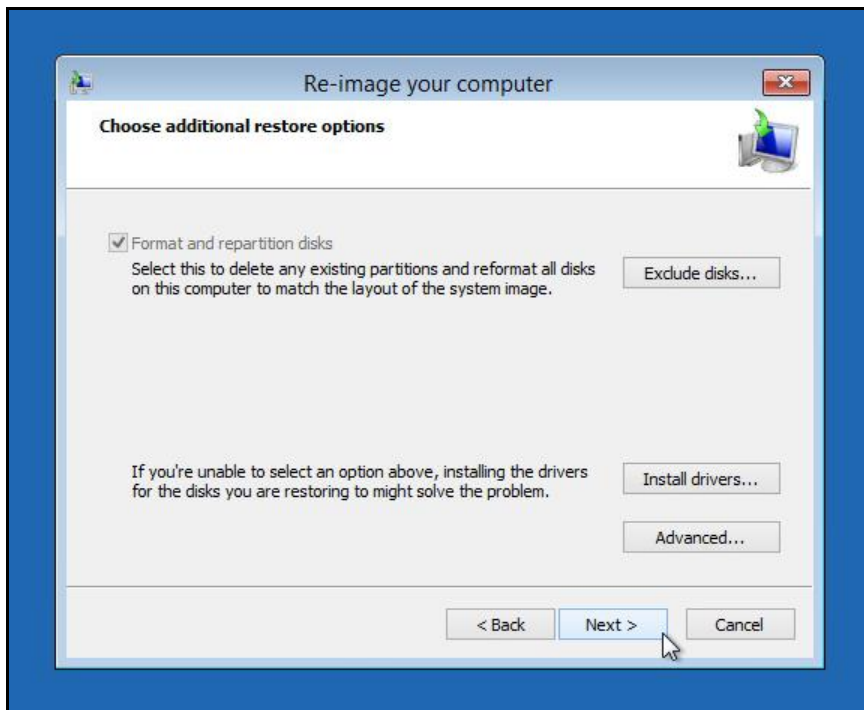 Re-image your computer
Choose additional restore options
Format and repartition disks
Select this to delete any existing partitions and reformat all disks
on this computer to match the layout of the system image.
Exclude disks...
If you're unable to select an option above, installing the drivers
for the disks you are restoring to might solve the problem.
Install drivers...
Advanced...
< Back
Next >
Cancel